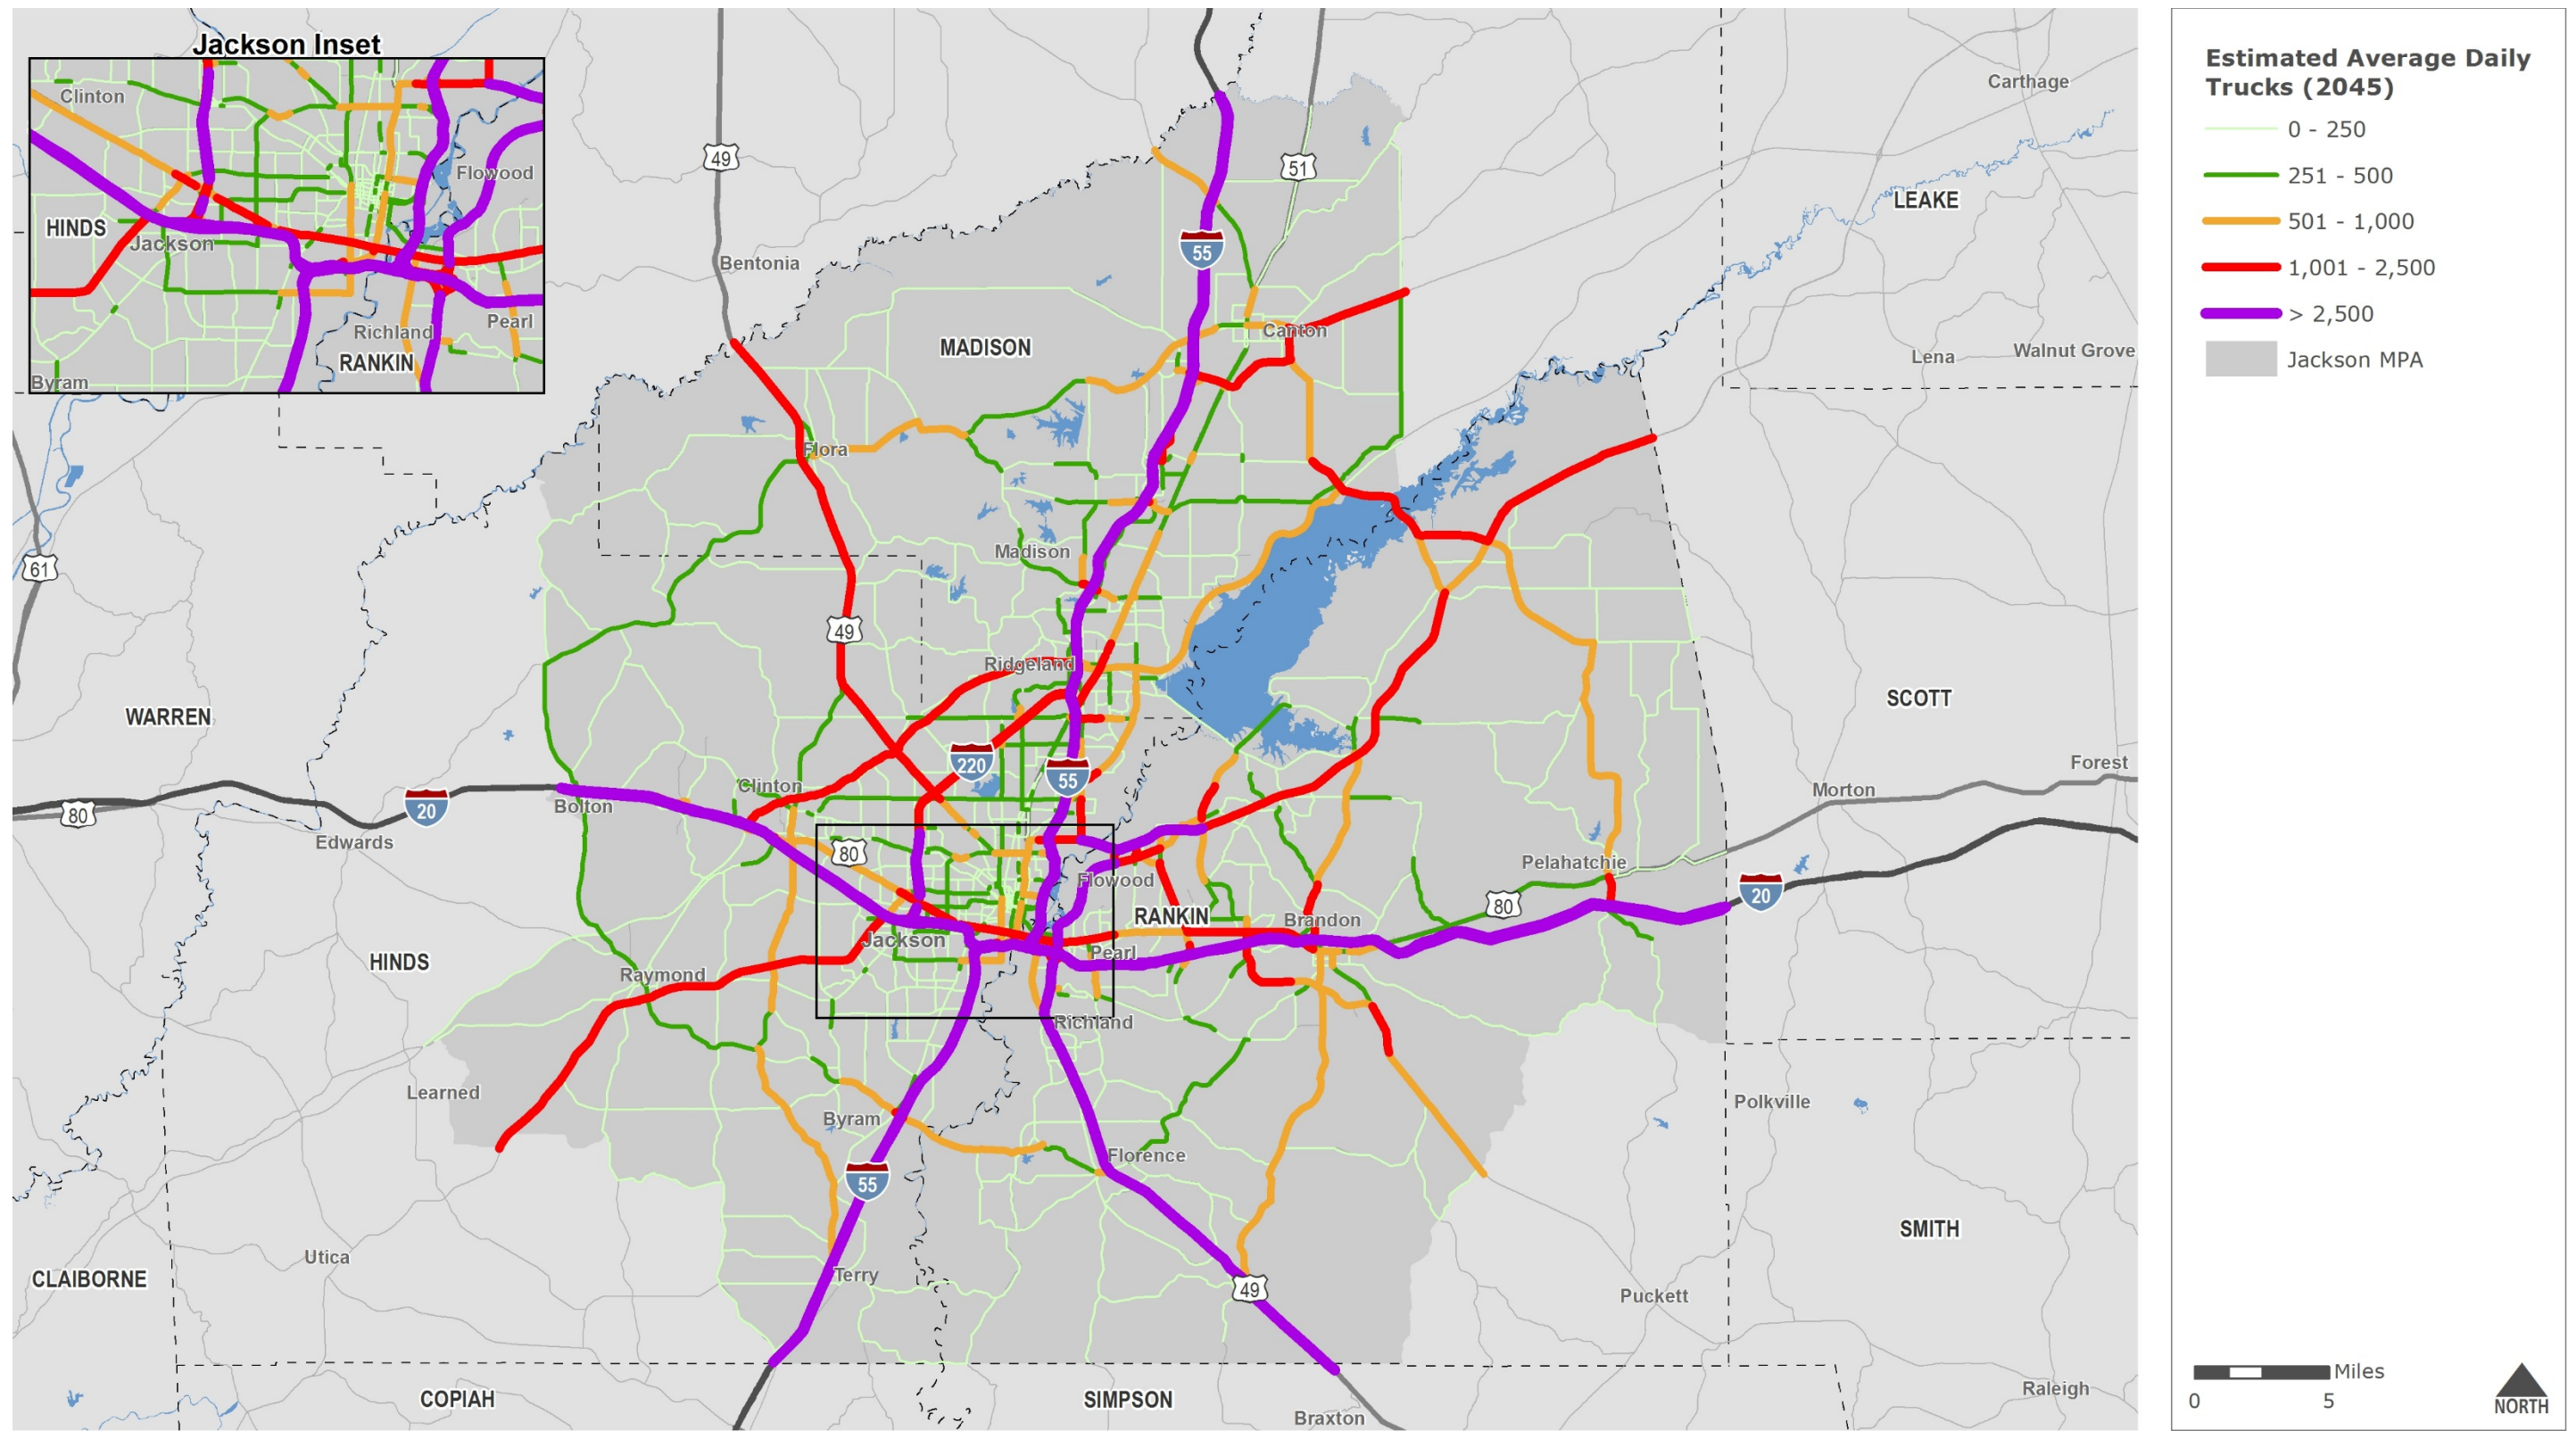 Jackson Inset
Clinton
Flowood
HINDS
Jackson
Richland
Pearl
RANKIN
Byram
49
51
Carthage
LEAKE
55
Bentonia
Canton
MADISON
Lena
Walnut Grove
Flora
61
Madison
49
Ridgeland
WARREN
SCOTT
220
55
Forest
Clinton
Morton
Bolton
20
80
Edwards
80
Pelahatchie
Flowood
20
80
RANKIN
Brandon
Jackson
Pearl
HINDS
Raymond
Richland
Learned
Polkville
Byram
Florence
55
SMITH
Utica
Terry
CLAIBORNE
49
Puckett
COPIAH
SIMPSON
Raleigh
Braxton
Estimated Average Daily
Trucks (2045)
0 - 250
251 - 500
501 - 1,000
1,001 - 2,500
> 2,500
Jackson MPA
Miles
0 5
NORTH